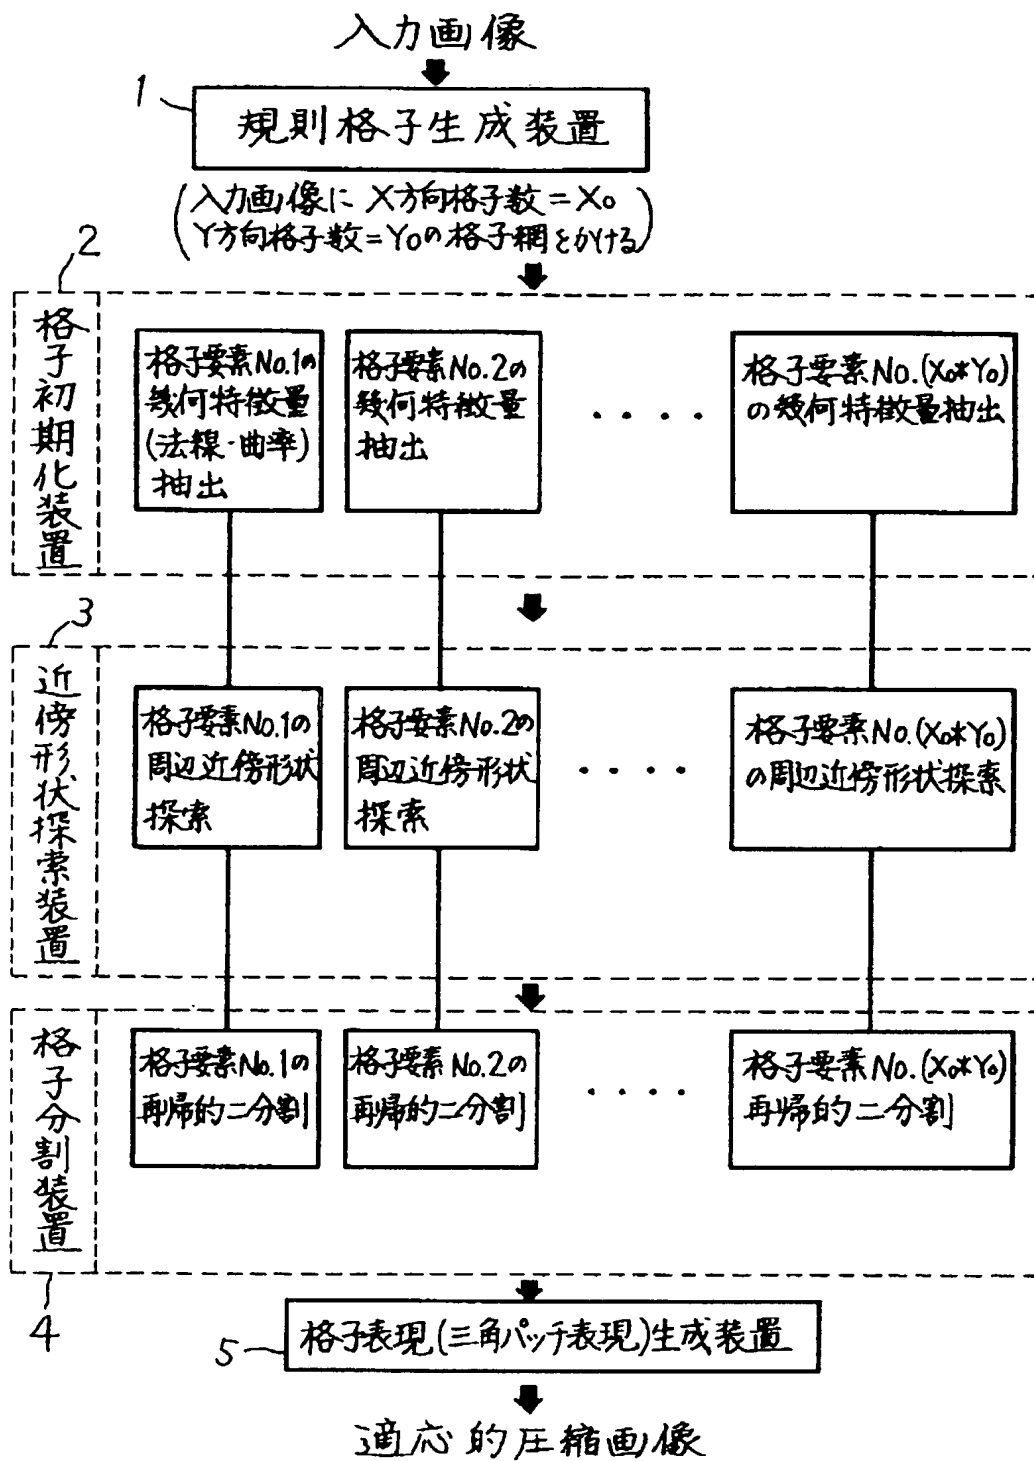 入力画像
1
規則格子生成装置
(入力画像に X方向格子数=X₀
Y方向格子数=Y₀の格子網をかける)
2
格子初期化装置
格子要素No.1の
幾何特徴量
(法線・曲率)
抽出
格子要素No.2の
幾何特徴量
抽出
・・・・
格子要素No.(X₀*Y₀)
の幾何特徴量抽出
3
近傍形状探索装置
格子要素No.1の
周辺近傍形状
探索
格子要素No.2の
周辺近傍形状
探索
・・・・
格子要素No.(X₀*Y₀)
の周辺近傍形状探索
格子分割装置
4
格子要素No.1の
再帰的二分割
格子要素No.2の
再帰的二分割
・・・・
格子要素No.(X₀*Y₀)
再帰的二分割
5
格子表現(三角パッチ表現)生成装置
適応的圧縮画像